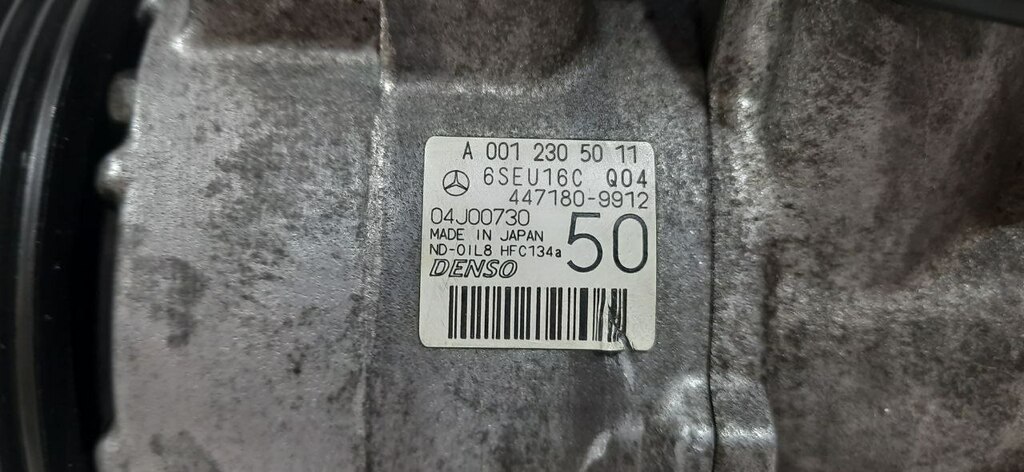 A 001 230 50 11
6SEU16C Q04
447180-9912
04J00730
MADE IN JAPAN
50
ND-OIL8 HFC134a
DENSO